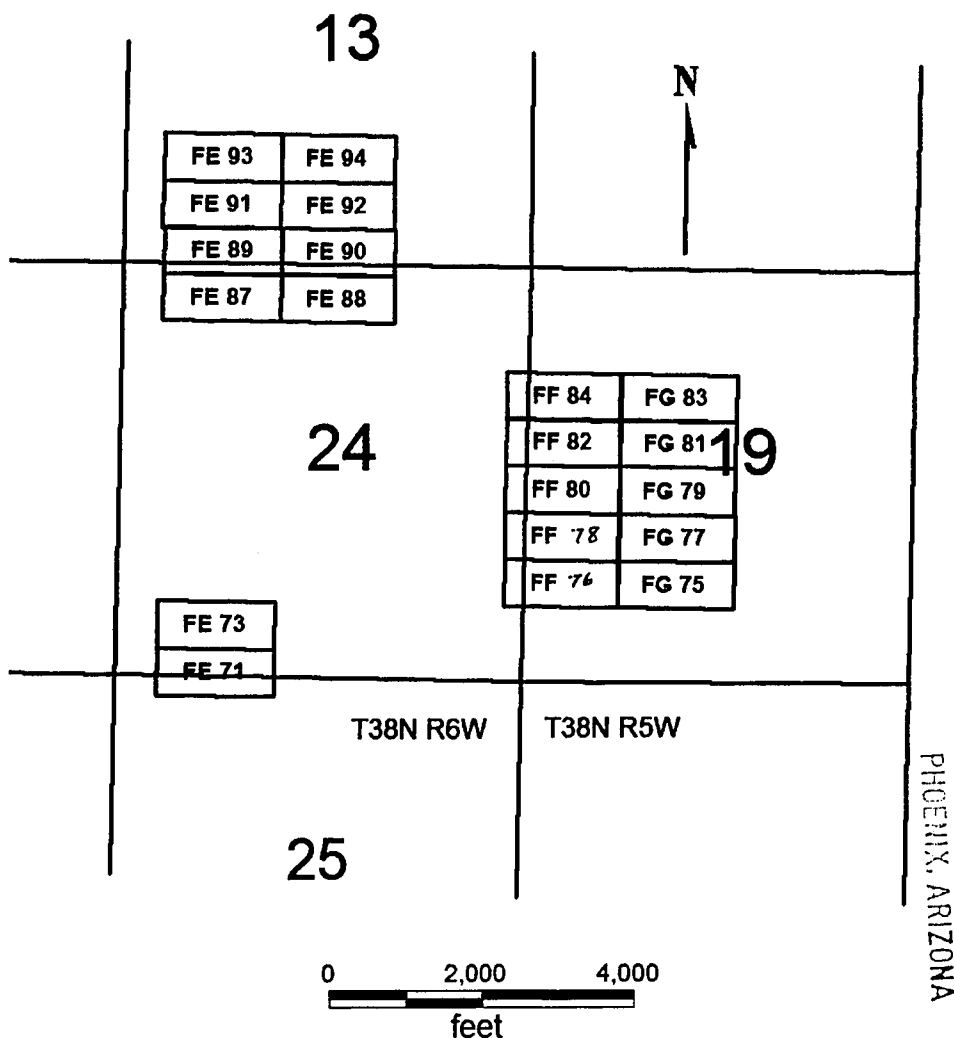 13
N
FE 93 FE 94
FE 91 FE 92
FE 89 FE 90
FE 87 FE 88
24
FF 84 FG 83
FF 82 FG 81 19
FF 80 FG 79
FF 78 FG 77
FF 76 FG 75
FE 73
FE 71
T38N R6W T38N R5W
25
PHOENIX, ARIZONA
0 2,000 4,000
feet